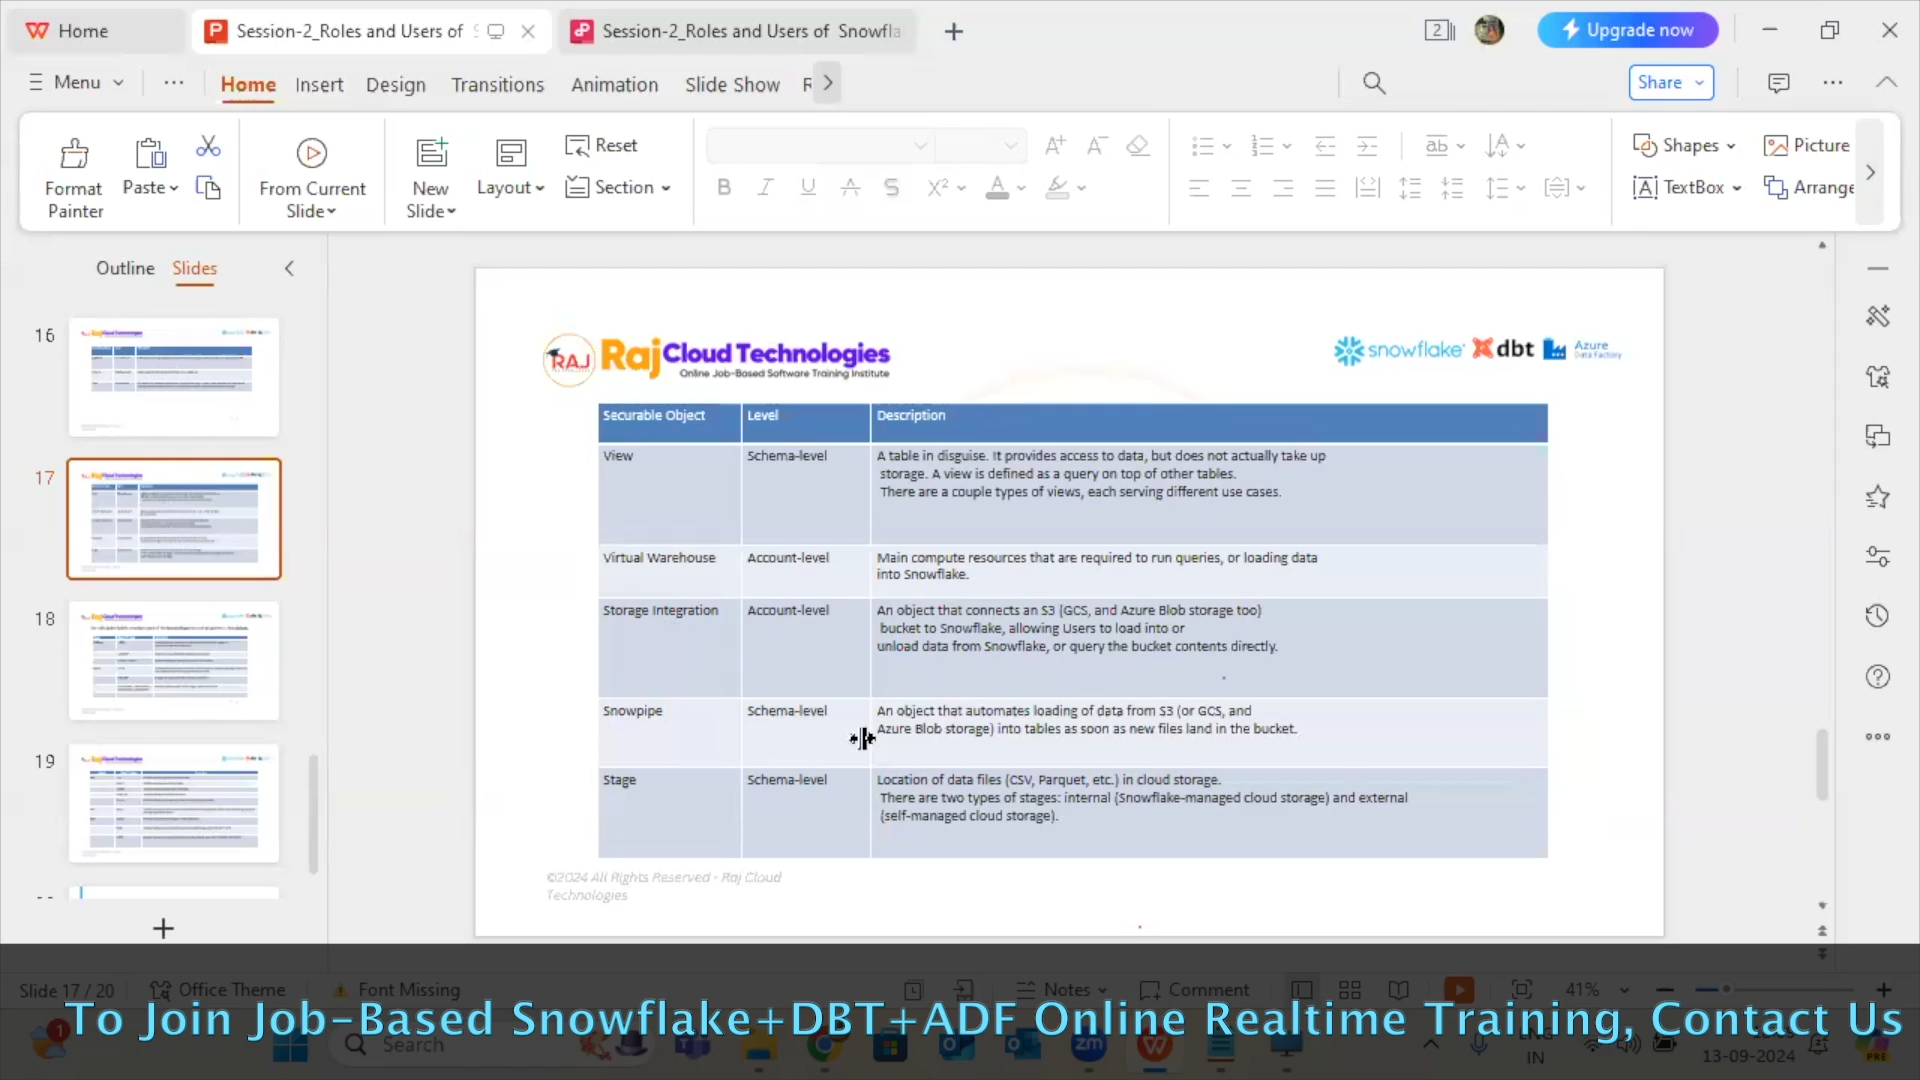 Home
Session-2_Roles and Users of
Session-2_Roles and Users of Snowfla
Upgrade now
Menu
Home
Insert
Design
Transitions
Animation
Slide Show
Share
Format Painter
Paste
From Current Slide
New Slide
Layout
Reset
Section
Shapes
Picture
TextBox
Arrange
Outline
Slides
16
17
18
19
RAJ
Raj Cloud Technologies
Online Job-Based Software Training Institute
snowflake
dbt
Azure
Data Factory
Securable Object
Level
Description
View
Schema-level
A table in disguise. It provides access to data, but does not actually take up
storage. A view is defined as a query on top of other tables.
There are a couple types of views, each serving different use cases.
Virtual Warehouse
Account-level
Main compute resources that are required to run queries, or loading data
into Snowflake.
Storage Integration
Account-level
An object that connects an S3 (GCS, and Azure Blob storage too)
bucket to Snowflake, allowing Users to load into or
unload data from Snowflake, or query the bucket contents directly.
Snowpipe
Schema-level
An object that automates loading of data from S3 (or GCS, and
Azure Blob storage) into tables as soon as new files land in the bucket.
Stage
Schema-level
Location of data files (CSV, Parquet, etc.) in cloud storage.
There are two types of stages: internal (Snowflake-managed cloud storage) and external
(self-managed cloud storage).
©2024 All Rights Reserved - Raj Cloud
Technologies
Slide 17 / 20
Office Theme
Font Missing
Notes
Comment
41%
To Join Job-Based Snowflake+DBT+ADF Online Realtime Training, Contact Us
Search
ENG
IN
13-09-2024